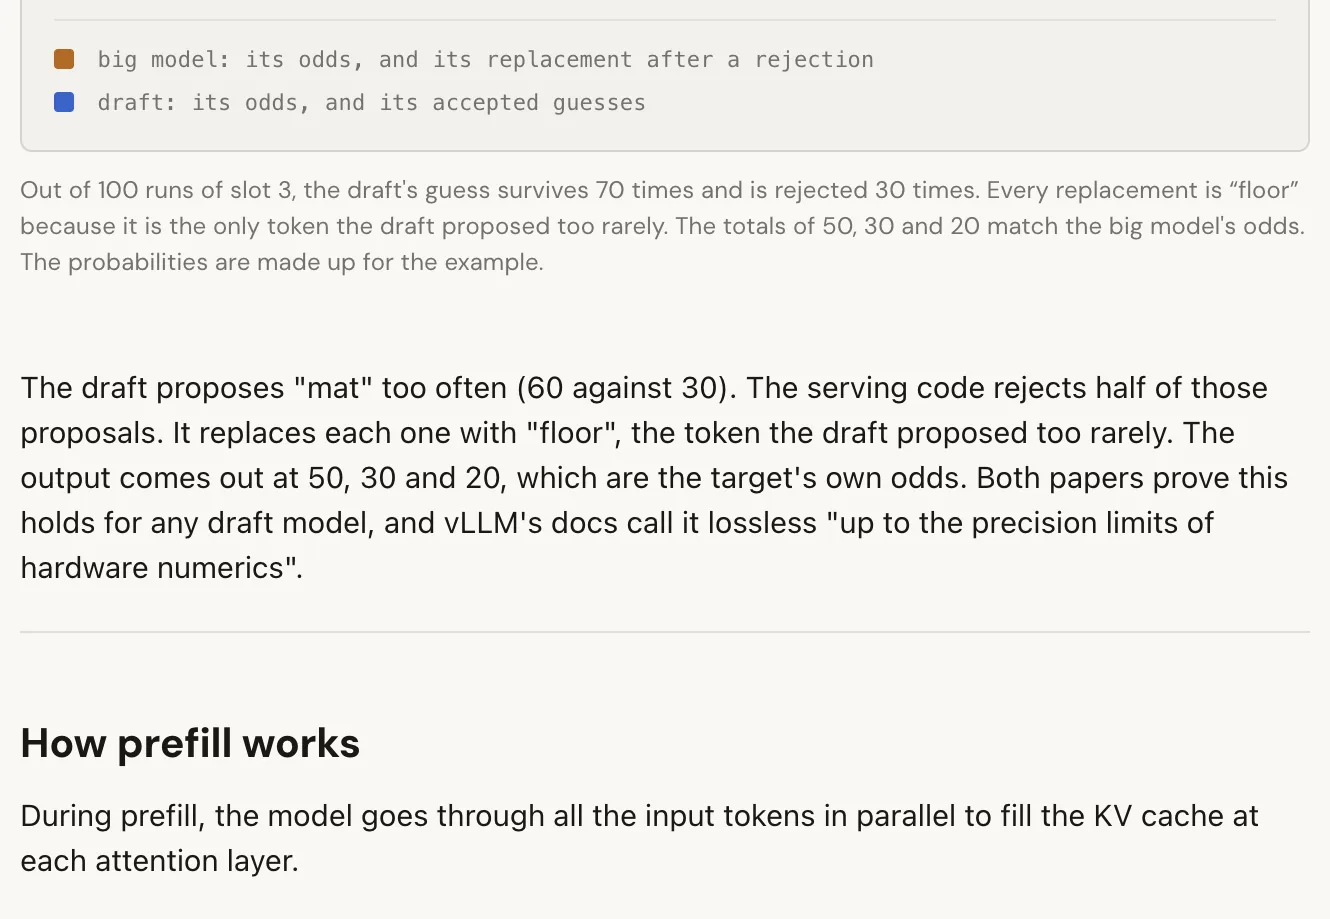 big model: its odds, and its replacement after a rejection
draft: its odds, and its accepted guesses
Out of 100 runs of slot 3, the draft's guess survives 70 times and is rejected 30 times. Every replacement is “floor”
because it is the only token the draft proposed too rarely. The totals of 50, 30 and 20 match the big model's odds.
The probabilities are made up for the example.
The draft proposes "mat" too often (60 against 30). The serving code rejects half of those
proposals. It replaces each one with "floor", the token the draft proposed too rarely. The
output comes out at 50, 30 and 20, which are the target's own odds. Both papers prove this
holds for any draft model, and vLLM's docs call it lossless "up to the precision limits of
hardware numerics".
How prefill works
During prefill, the model goes through all the input tokens in parallel to fill the KV cache at
each attention layer.